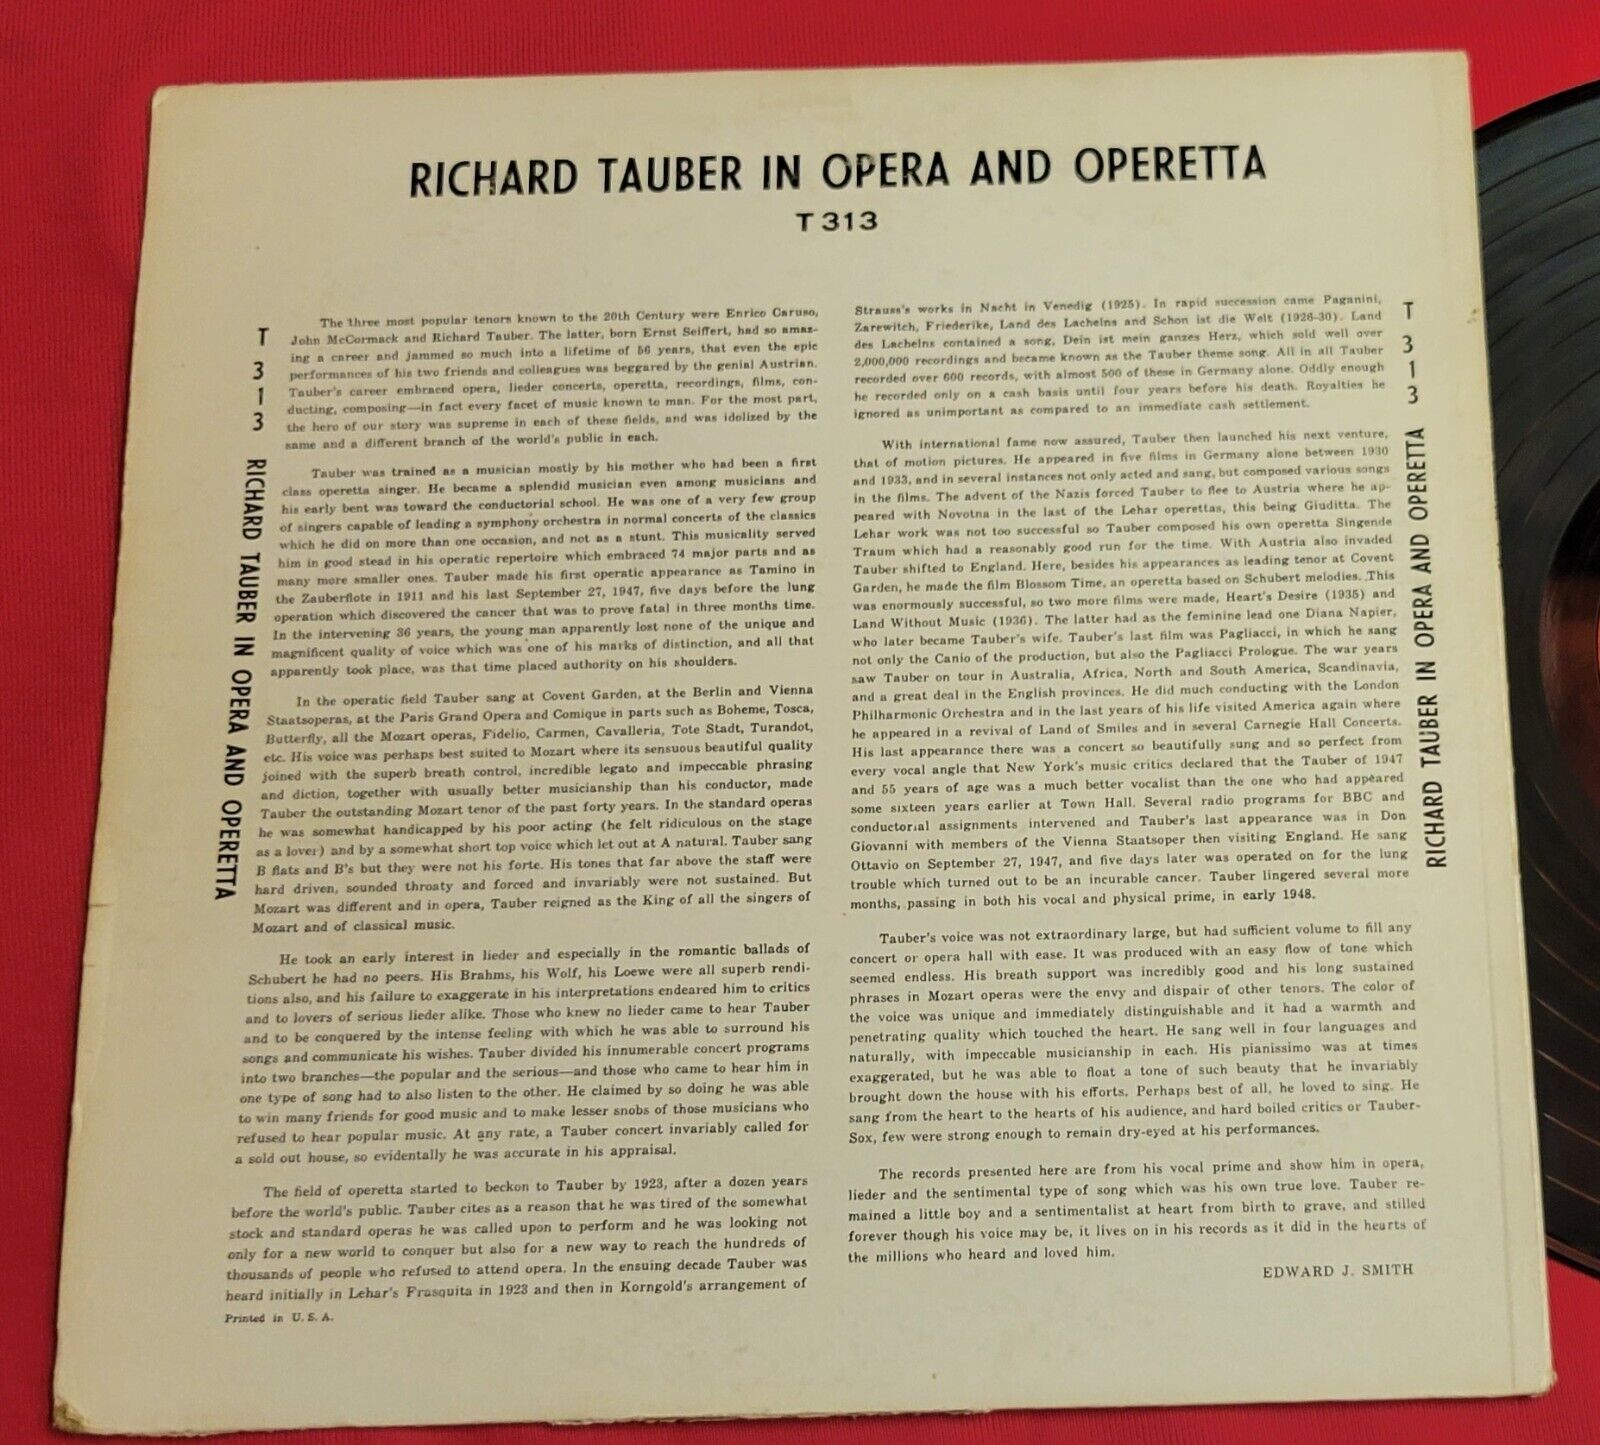 RICHARD TAUBER IN OPERA AND OPERETTA
T 313
T 313 RICHARD TAUBER IN OPERA AND OPERETTA
The three most popular tenors known to the 20th Century were Enrico Caruso,
John McCormack and Richard Tauber. The latter, born Ernst Seiffert, had so amaz-
ing a career and jammed so much into a lifetime of 56 years, that even the epic
performances of his two friends and colleagues was beggared by the genial Austrian.
Tauber's career embraced opera, lieder concerts, operetta, recordings, films, con-
ducting, composing—in fact every facet of music known to man. For the most part,
the hero of our story was supreme in each of these fields, and was idolized by the
same and a different branch of the world's public in each.
Tauber was trained as a musician mostly by his mother who had been a first
class operetta singer. He became a splendid musician even among musicians and
his early bent was toward the conductorial school. He was one of a very few group
of singers capable of leading a symphony orchestra in normal concerts of the classics
which he did on more than one occasion, and not as a stunt. This musicality served
him in good stead in his operatic repertoire which embraced 74 major parts and as
many more smaller ones. Tauber made his first operatic appearance as Tamino in
the Zauberflote in 1911 and his last September 27, 1947, five days before the lung
operation which discovered the cancer that was to prove fatal in three months time.
In the intervening 36 years, the young man apparently lost none of the unique and
magnificent quality of voice which was one of his marks of distinction, and all that
apparently took place, was that time placed authority on his shoulders.
In the operatic field Tauber sang at Covent Garden, at the Berlin and Vienna
Staatsoperas, at the Paris Grand Opera and Comique in parts such as Boheme, Tosca,
Butterfly, all the Mozart operas, Fidelio, Carmen, Cavalleria, Tote Stadt, Turandot,
etc. His voice was perhaps best suited to Mozart where its sensuous beautiful quality
joined with the superb breath control, incredible legato and impeccable phrasing
and diction, together with usually better musicianship than his conductor, made
Tauber the outstanding Mozart tenor of the past forty years. In the standard operas
he was somewhat handicapped by his poor acting (he felt ridiculous on the stage
as a lover) and by a somewhat short top voice which let out at A natural. Tauber sang
B flats and B's but they were not his forte. His tones that far above the staff were
hard driven, sounded throaty and forced and invariably were not sustained. But
Mozart was different and in opera, Tauber reigned as the King of all the singers of
Mozart and of classical music.
He took an early interest in lieder and especially in the romantic ballads of
Schubert he had no peers. His Brahms, his Wolf, his Loewe were all superb rendi-
tions also, and his failure to exaggerate in his interpretations endeared him to critics
and to lovers of serious lieder alike. Those who knew no lieder came to hear Tauber
and to be conquered by the intense feeling with which he was able to surround his
songs and communicate his wishes. Tauber divided his innumerable concert programs
into two branches—the popular and the serious—and those who came to hear him in
one type of song had to also listen to the other. He claimed by so doing he was able
to win many friends for good music and to make lesser snobs of those musicians who
refused to hear popular music. At any rate, a Tauber concert invariably called for
a sold out house, so evidentally he was accurate in his appraisal.
The field of operetta started to beckon to Tauber by 1923, after a dozen years
before the world's public. Tauber cites as a reason that he was tired of the somewhat
stock and standard operas he was called upon to perform and he was looking not
only for a new world to conquer but also for a new way to reach the hundreds of
thousands of people who refused to attend opera. In the ensuing decade Tauber was
heard initially in Lehar's Frasquita in 1923 and then in Korngold's arrangement of
Printed in U. S. A.
Strauss's works in Nacht in Venedig (1925). In rapid succession came Paganini,
Zarewitch, Friederike, Land des Lachelns and Schon ist die Welt (1926-30). Land
des Lachelns contained a song, Dein ist mein ganzes Herz, which sold well over
2,000,000 recordings and became known as the Tauber theme song. All in all Tauber
recorded over 600 records, with almost 500 of these in Germany alone. Oddly enough
he recorded only on a cash basis until four years before his death. Royalties he
ignored as unimportant as compared to an immediate cash settlement.
With international fame now assured, Tauber then launched his next venture,
that of motion pictures. He appeared in five films in Germany alone between 1930
and 1933, and in several instances not only acted and sang, but composed various songs
in the films. The advent of the Nazis forced Tauber to flee to Austria where he ap-
peared with Novotna in the last of the Lehar operettas, this being Giuditta. The
Lehar work was not too successful so Tauber composed his own operetta Singende
Traum which had a reasonably good run for the time. With Austria also invaded
Tauber shifted to England. Here, besides his appearances as leading tenor at Covent
Garden, he made the film Blossom Time, an operetta based on Schubert melodies. This
was enormously successful, so two more films were made, Heart's Desire (1935) and
Land Without Music (1936). The latter had as the feminine lead one Diana Napier,
who later became Tauber's wife. Tauber's last film was Pagliacci, in which he sang
not only the Canio of the production, but also the Pagliacci Prologue. The war years
saw Tauber on tour in Australia, Africa, North and South America, Scandinavia,
and a great deal in the English provinces. He did much conducting with the London
Philharmonic Orchestra and in the last years of his life visited America again where
he appeared in a revival of Land of Smiles and in several Carnegie Hall Concerts.
His last appearance there was a concert so beautifully sung and so perfect from
every vocal angle that New York's music critics declared that the Tauber of 1947
and 55 years of age was a much better vocalist than the one who had appeared
some sixteen years earlier at Town Hall. Several radio programs for BBC and
conductorial assignments intervened and Tauber's last appearance was in Don
Giovanni with members of the Vienna Staatsoper then visiting England. He sang
Ottavio on September 27, 1947, and five days later was operated on for the lung
trouble which turned out to be an incurable cancer. Tauber lingered several more
months, passing in both his vocal and physical prime, in early 1948.
Tauber's voice was not extraordinary large, but had sufficient volume to fill any
concert or opera hall with ease. It was produced with an easy flow of tone which
seemed endless. His breath support was incredibly good and his long sustained
phrases in Mozart operas were the envy and despair of other tenors. The color of
the voice was unique and immediately distinguishable and it had a warmth and
penetrating quality which touched the heart. He sang well in four languages and
naturally, with impeccable musicianship in each. His pianissimo was at times
exaggerated, but he was able to float a tone of such beauty that he invariably
brought down the house with his efforts. Perhaps best of all, he loved to sing. He
sang from the heart to the hearts of his audience, and hard boiled critics or Tauber-
Sox, few were strong enough to remain dry-eyed at his performances.
The records presented here are from his vocal prime and show him in opera,
lieder and the sentimental type of song which was his own true love. Tauber re-
mained a little boy and a sentimentalist at heart from birth to grave, and stilled
forever though his voice may be, it lives on in his records as it did in the hearts of
the millions who heard and loved him.
EDWARD J. SMITH
T 313 RICHARD TAUBER IN OPERA AND OPERETTA